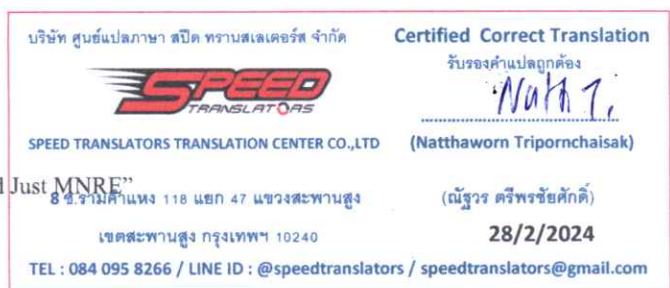 บริษัท ศูนย์แปลภาษา สปีด ทรานสเลเตอร์ส จำกัด
SPEED
TRANSLATORS
SPEED TRANSLATORS TRANSLATION CENTER CO.,LTD
d Just MNRE”
8 ซ.รามคำแหง 118 แยก 47 แขวงสะพานสูง
เขตสะพานสูง กรุงเทพฯ 10240
Certified Correct Translation
รับรองคำแปลถูกต้อง
Natth T.
(Natthaworn Tripornchaisak)
(ณัฐวร ตรีพรชัยศักดิ์)
28/2/2024
TEL : 084 095 8266 / LINE ID : @speedtranslators / speedtranslators@gmail.com